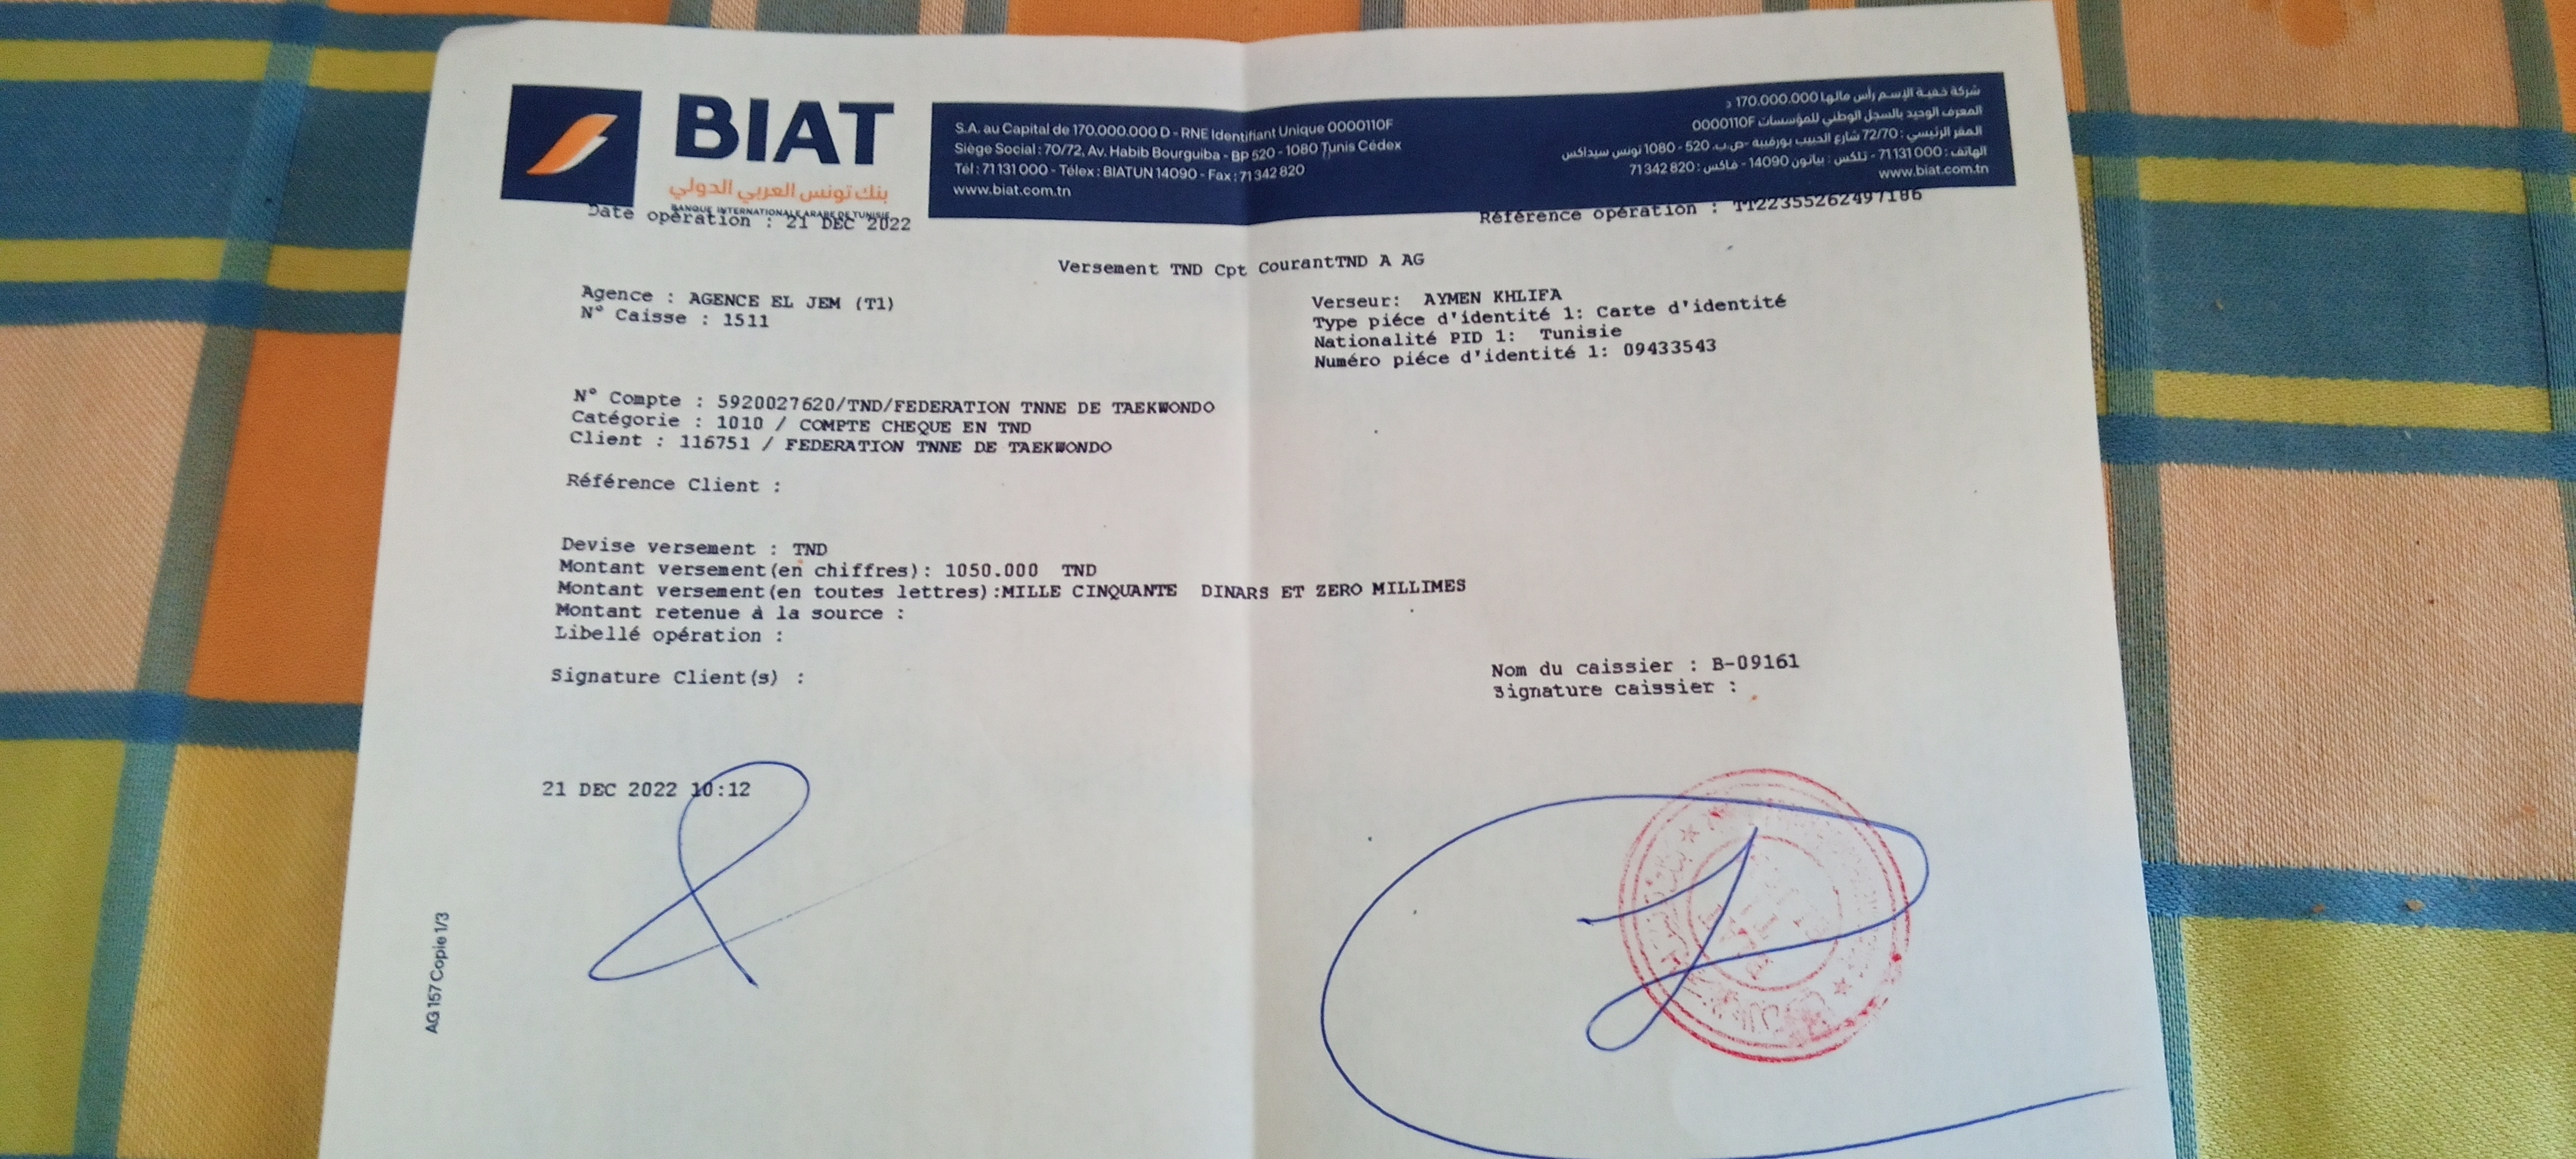 BIAT
بنك تونس العربي الدولي
BANQUE INTERNATIONALE ARABE DE TUNISIE
S.A. au Capital de 170.000.000 D - RNE Identifiant Unique 0000110F
Siège Social : 70/72, Av. Habib Bourguiba - BP 520 - 1080 Tunis Cédex
Tél : 71 131 000 - Télex : BIATUN 14090 - Fax : 71 342 820
www.biat.com.tn
شركة خفية الإسم رأس مالها 170.000.000 د
المعرف الوحيد بالسجل الوطني للمؤسسات 0000110F
المقر الرئيسي : 72/70 شارع الحبيب بورقيبة -ص.ب. 520 - 1080 تونس سيداكس
الهاتف : 71 131 000 - تلكس : بياتون 14090 - فاكس : 71 342 820
www.biat.com.tn
Date opération : 21 DEC 2022
Référence opération : TT22355262497186
Versement TND Cpt CourantTND A AG
Agence : AGENCE EL JEM (T1)
N° Caisse : 1511
Verseur: AYMEN KHLIFA
Type piéce d'identité 1: Carte d'identité
Nationalité PID 1: Tunisie
Numéro piéce d'identité 1: 09433543
N° Compte : 5920027620/TND/FEDERATION TNNE DE TAEKWONDO
Catégorie : 1010 / COMPTE CHEQUE EN TND
Client : 116751 / FEDERATION TNNE DE TAEKWONDO
Référence Client :
Devise versement : TND
Montant versement(en chiffres): 1050.000 TND
Montant versement(en toutes lettres):MILLE CINQUANTE DINARS ET ZERO MILLIMES
Montant retenue à la source :
Libellé opération :
Signature Client(s) :
Nom du caissier : B-09161
Signature caissier :
21 DEC 2022 10:12
AG 157 Copie 1/3